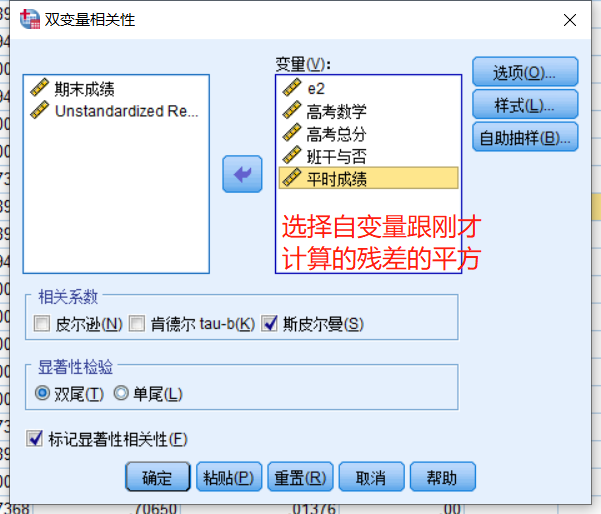 双变量相关性
变量(V):
期末成绩
Unstandardized Re...
e2
高考数学
高考总分
班干与否
平时成绩
选项(O)...
样式(L)...
自助抽样(B)...
选择自变量跟刚才
计算的残差的平方
相关系数
皮尔逊(N) 肯德尔 tau-b(K) 斯皮尔曼(S)
显著性检验
双尾(T) 单尾(L)
标记显著性相关性(F)
确定 粘贴(P) 重置(R) 取消 帮助
7368 70650 01376 00